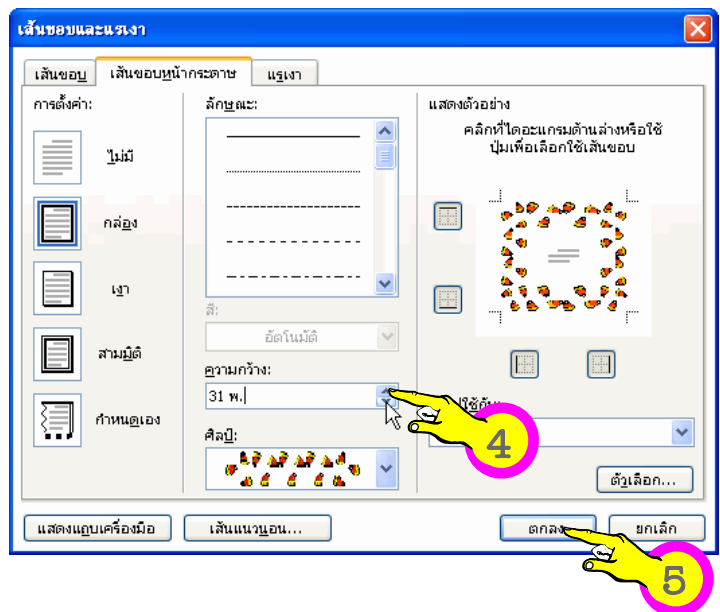 เส้นขอบและแรเงา
เส้นขอบ
เส้นขอบหน้ากระดาษ
แรเงา
การตั้งค่า:
ไม่มี
กล่อง
เงา
สามมิติ
กำหนดเอง
ลักษณะ:
สี:
อัตโนมัติ
ความกว้าง:
31 พ.
ศิลป์:
แสดงตัวอย่าง
คลิกที่ไดอะแกรมด้านล่างหรือใช้
ปุ่มเพื่อเลือกใช้เส้นขอบ
4
ตัวเลือก...
แสดงแถบเครื่องมือ
เส้นแนวนอน...
ตกลง
ยกเลิก
5